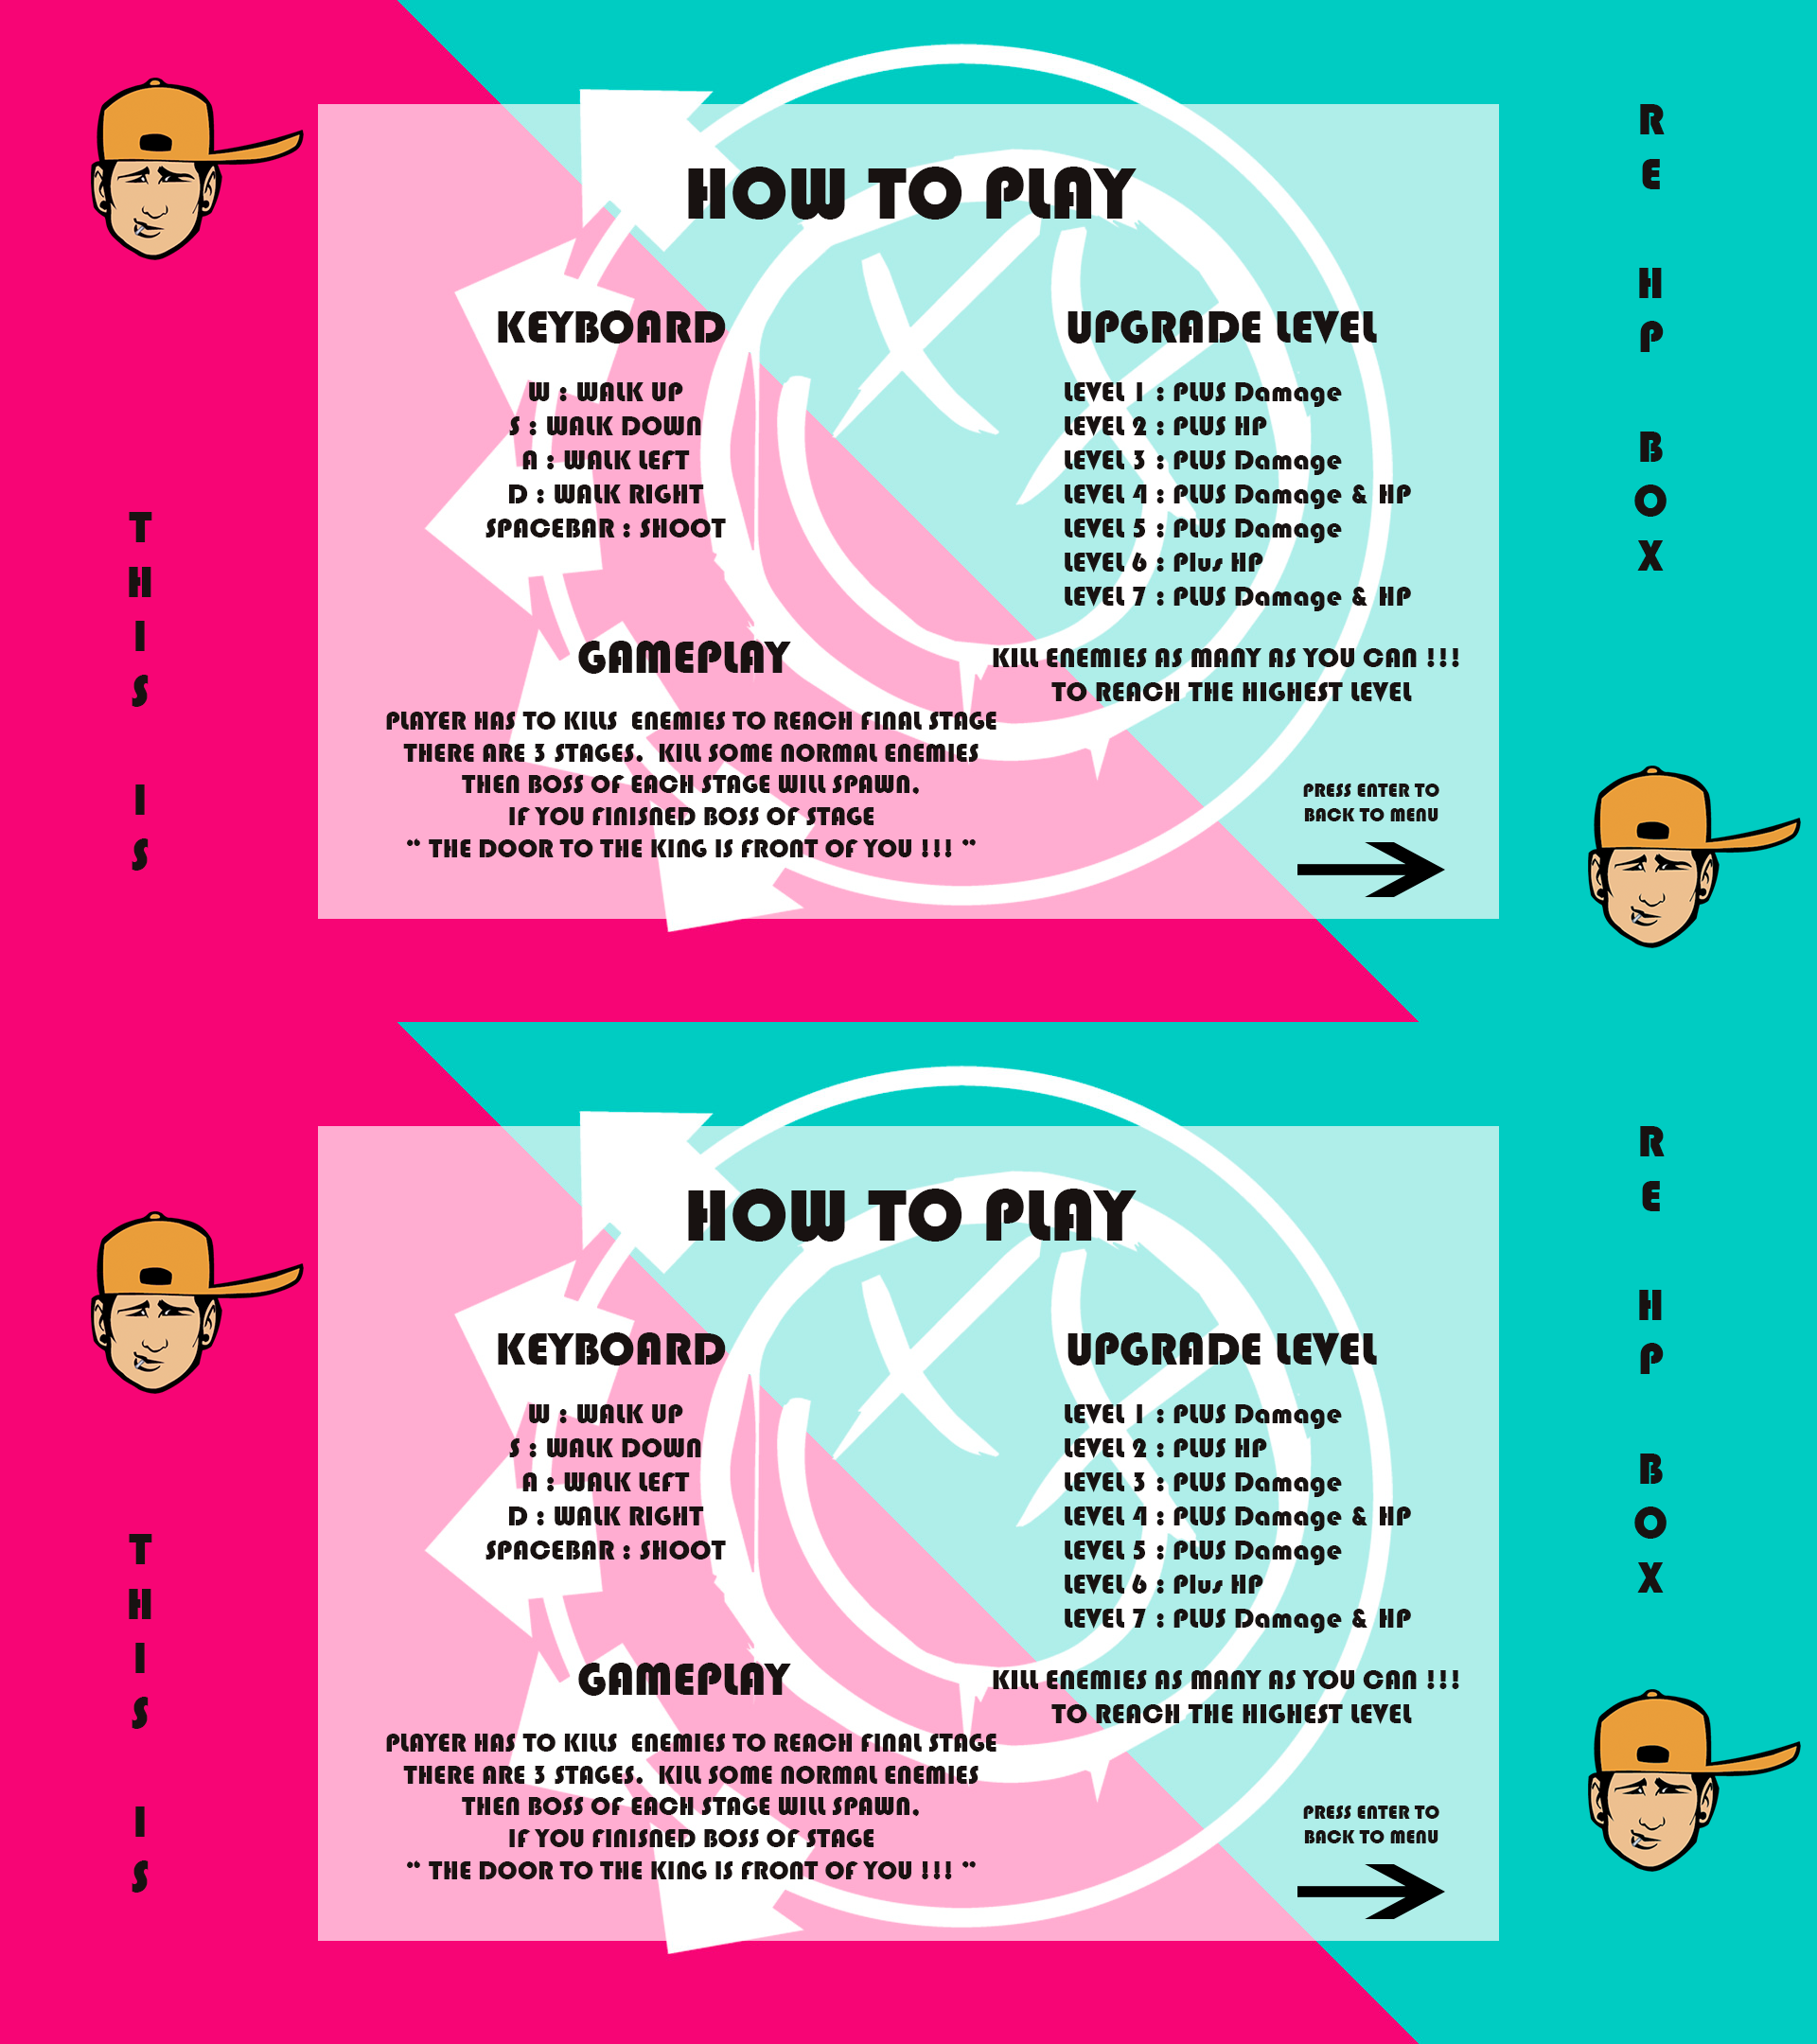 HOW TO PLAY
KEYBOARD
W : WALK UP
S : WALK DOWN
A : WALK LEFT
D : WALK RIGHT
SPACEBAR : SHOOT
UPGRADE LEVEL
LEVEL 1 : PLUS Damage
LEVEL 2 : PLUS HP
LEVEL 3 : PLUS Damage
LEVEL 4 : PLUS Damage & HP
LEVEL 5 : PLUS Damage
LEVEL 6 : Plus HP
LEVEL 7 : PLUS Damage & HP
KILL ENEMIES AS MANY AS YOU CAN !!!
TO REACH THE HIGHEST LEVEL
GAMEPLAY
PLAYER HAS TO KILLS  ENEMIES TO REACH FINAL STAGE
THERE ARE 3 STAGES.  KILL SOME NORMAL ENEMIES
THEN BOSS OF EACH STAGE WILL SPAWN,
IF YOU FINISNED BOSS OF STAGE
“ THE DOOR TO THE KING IS FRONT OF YOU !!! ”
PRESS ENTER TO
BACK TO MENU
THIS IS
RE HP BOX
HOW TO PLAY
KEYBOARD
W : WALK UP
S : WALK DOWN
A : WALK LEFT
D : WALK RIGHT
SPACEBAR : SHOOT
UPGRADE LEVEL
LEVEL 1 : PLUS Damage
LEVEL 2 : PLUS HP
LEVEL 3 : PLUS Damage
LEVEL 4 : PLUS Damage & HP
LEVEL 5 : PLUS Damage
LEVEL 6 : Plus HP
LEVEL 7 : PLUS Damage & HP
KILL ENEMIES AS MANY AS YOU CAN !!!
TO REACH THE HIGHEST LEVEL
GAMEPLAY
PLAYER HAS TO KILLS  ENEMIES TO REACH FINAL STAGE
THERE ARE 3 STAGES.  KILL SOME NORMAL ENEMIES
THEN BOSS OF EACH STAGE WILL SPAWN,
IF YOU FINISNED BOSS OF STAGE
“ THE DOOR TO THE KING IS FRONT OF YOU !!! ”
PRESS ENTER TO
BACK TO MENU
THIS IS
RE HP BOX